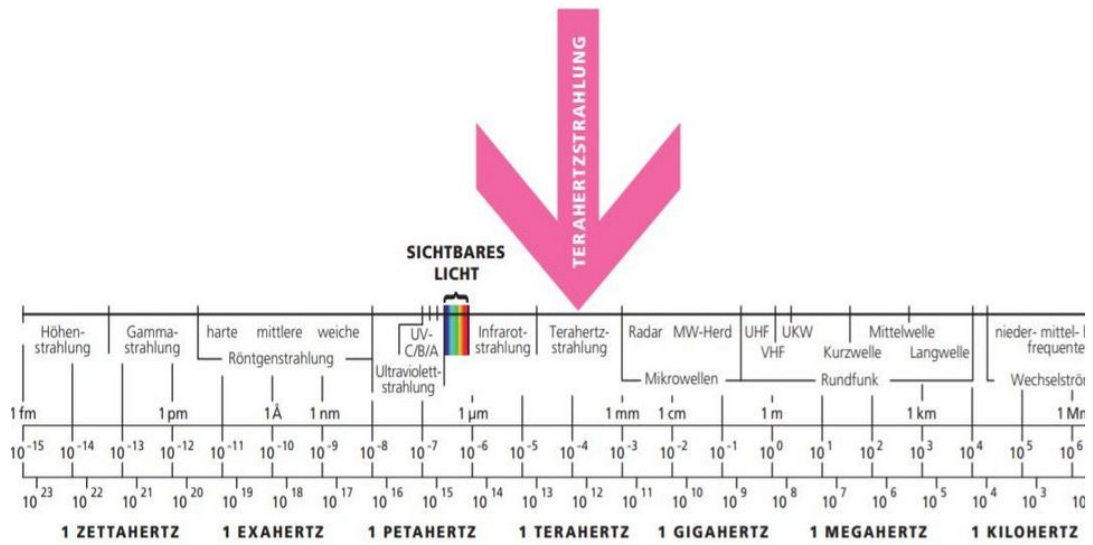 TERAHERTZSTRAHLUNG
SICHTBARES
LICHT
Höhen-
strahlung
Gamma-
strahlung
harte mittlere weiche
Röntgenstrahlung
UV-
C/B/A
Ultraviolett-
strahlung
Infrarot-
strahlung
Terahertz-
strahlung
Radar MW-Herd
Mikrowellen
UHF
VHF
UKW
Mittelwelle
Kurzwelle
Langwelle
Rundfunk
nieder- mittel-
frequente
Wechselströ
1 fm 1 pm 1 Å 1 nm 1 µm 1 mm 1 cm 1 m 1 km 1 Mm
10⁻¹⁵ 10⁻¹⁴ 10⁻¹³ 10⁻¹² 10⁻¹¹ 10⁻¹⁰ 10⁻⁹ 10⁻⁸ 10⁻⁷ 10⁻⁶ 10⁻⁵ 10⁻⁴ 10⁻³ 10⁻² 10⁻¹ 10⁰ 10¹ 10² 10³ 10⁴ 10⁵ 10⁶
10²³ 10²² 10²¹ 10²⁰ 10¹⁹ 10¹⁸ 10¹⁷ 10¹⁶ 10¹⁵ 10¹⁴ 10¹³ 10¹² 10¹¹ 10¹⁰ 10⁹ 10⁸ 10⁷ 10⁶ 10⁵ 10⁴ 10³ 10
1 ZETTAHERTZ 1 EXAHERTZ 1 PETAHERTZ 1 TERAHERTZ 1 GIGAHERTZ 1 MEGAHERTZ 1 KILOHERTZ